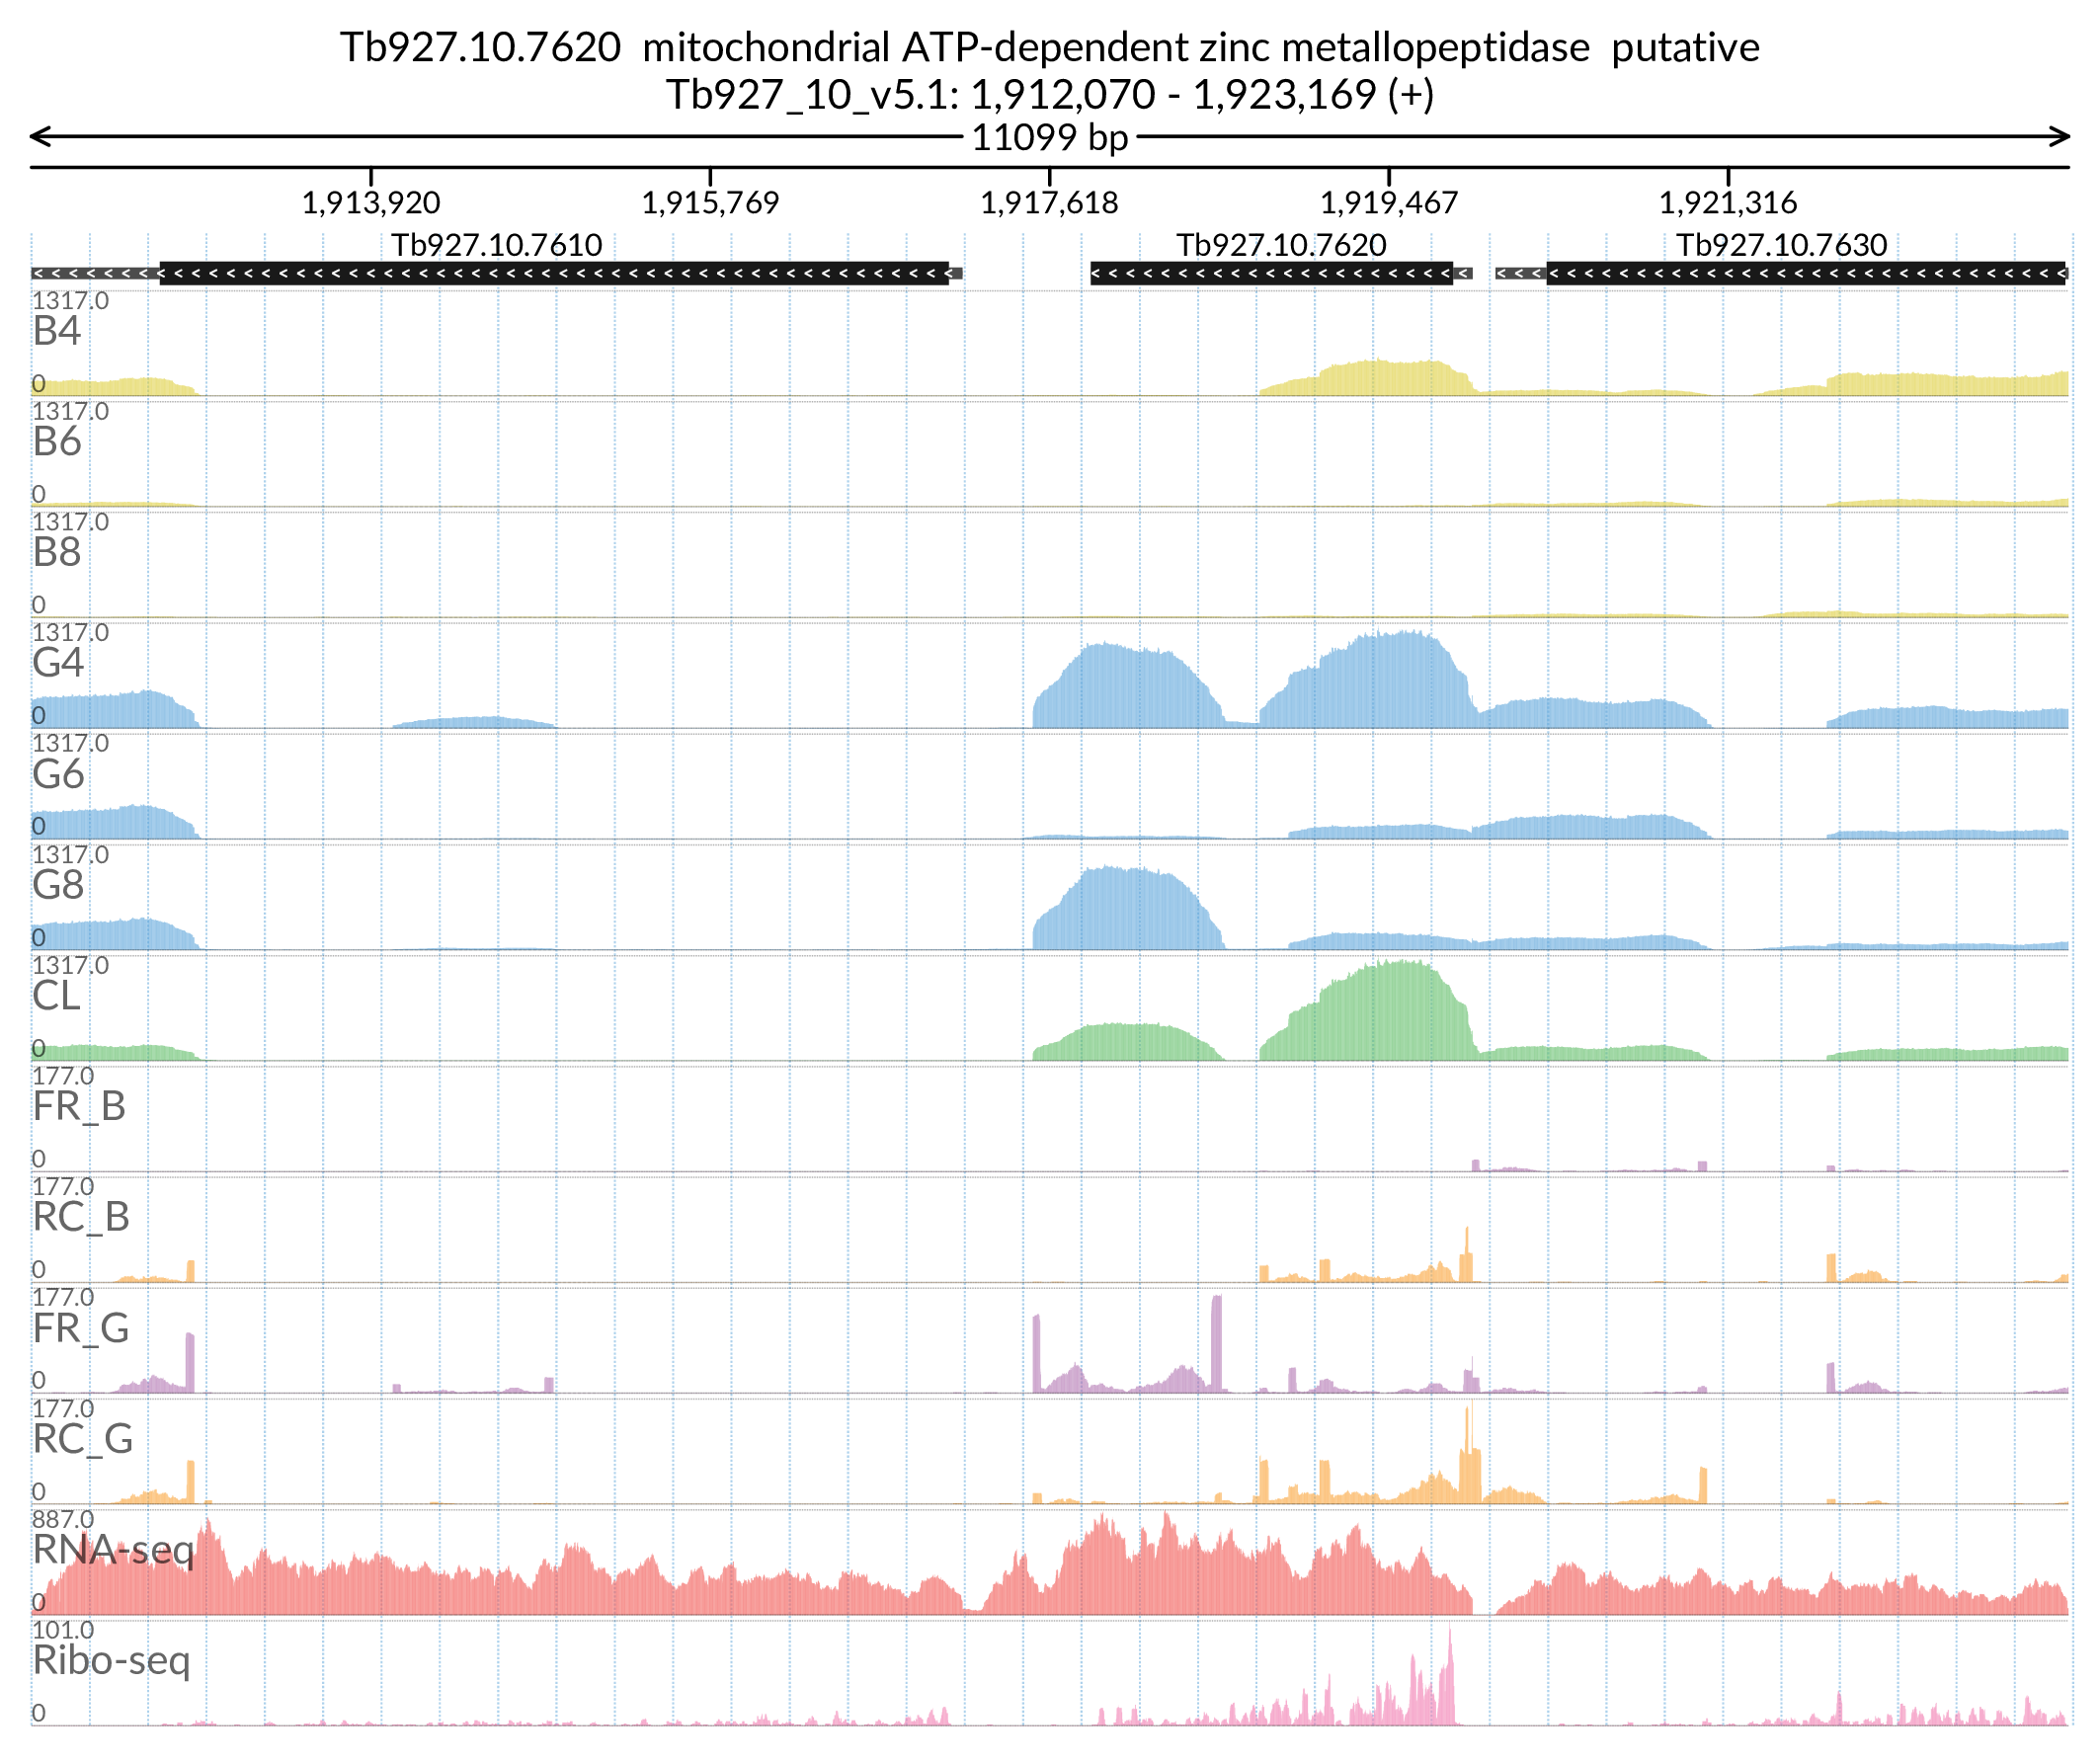 Tb927.10.7620  mitochondrial ATP-dependent zinc metallopeptidase  putative
Tb927_10_v5.1: 1,912,070 - 1,923,169 (+)
11099 bp
1,913,920 1,915,769 1,917,618 1,919,467 1,921,316
Tb927.10.7610 Tb927.10.7620 Tb927.10.7630
1317.0
B4
0
1317.0
B6
0
1317.0
B8
0
1317.0
G4
0
1317.0
G6
0
1317.0
G8
0
1317.0
CL
0
177.0
FR_B
0
177.0
RC_B
0
177.0
FR_G
0
177.0
RC_G
0
887.0
RNA-seq
0
101.0
Ribo-seq
0